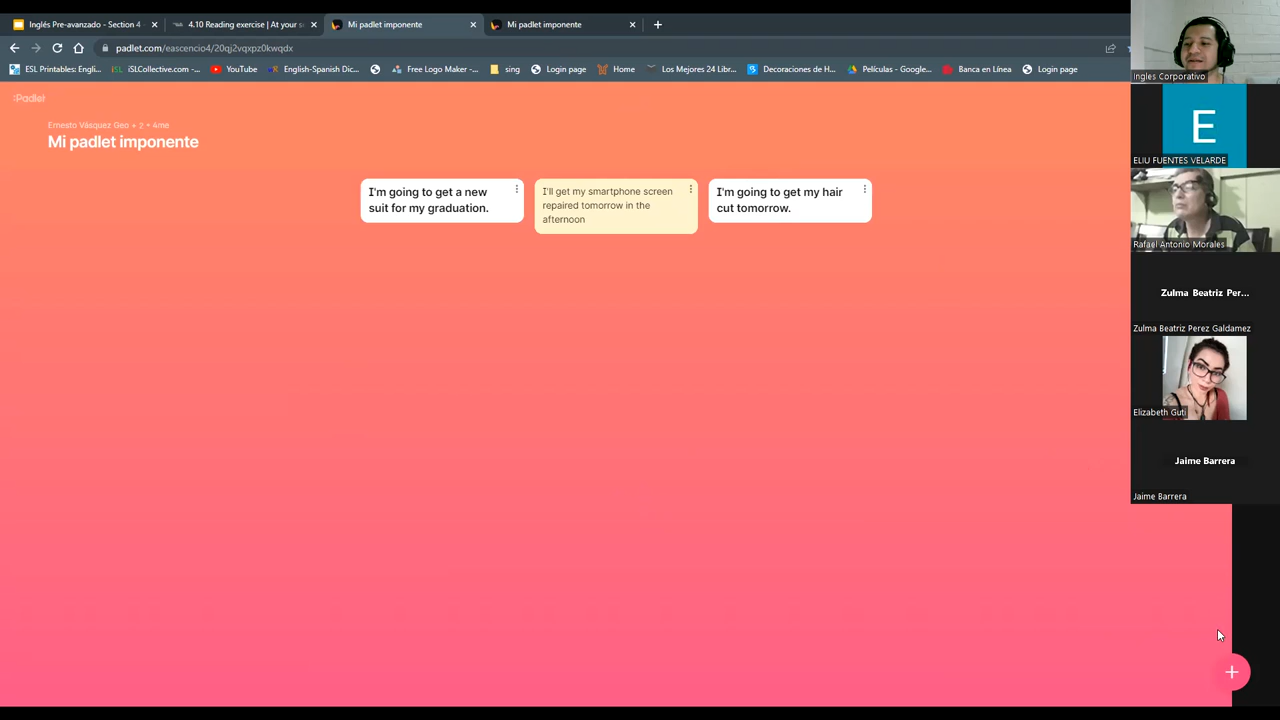 Inglés Pre-avanzado - Section 4
4.10 Reading exercise | At your s
Mi padlet imponente
Mi padlet imponente
padlet.com/eascencio4/20qj2vqxpz0kwqdx
ESL Printables: Engli...
iSLCollective.com -...
YouTube
English-Spanish Dic...
Free Logo Maker -...
sing
Login page
Home
Los Mejores 24 Libr...
Decoraciones de H...
Películas - Google...
Banca en Línea
Login page
:Padlet
Ernesto Vásquez Geo + 2 • 4me
Mi padlet imponente
I'm going to get a new
suit for my graduation.
I'll get my smartphone screen
repaired tomorrow in the
afternoon
I'm going to get my hair
cut tomorrow.
Ingles Corporativo
E
ELIU FUENTES VELARDE
Rafael Antonio Morales
Zulma Beatriz Per...
Zulma Beatriz Perez Galdamez
Elizabeth Guti
Jaime Barrera
Jaime Barrera